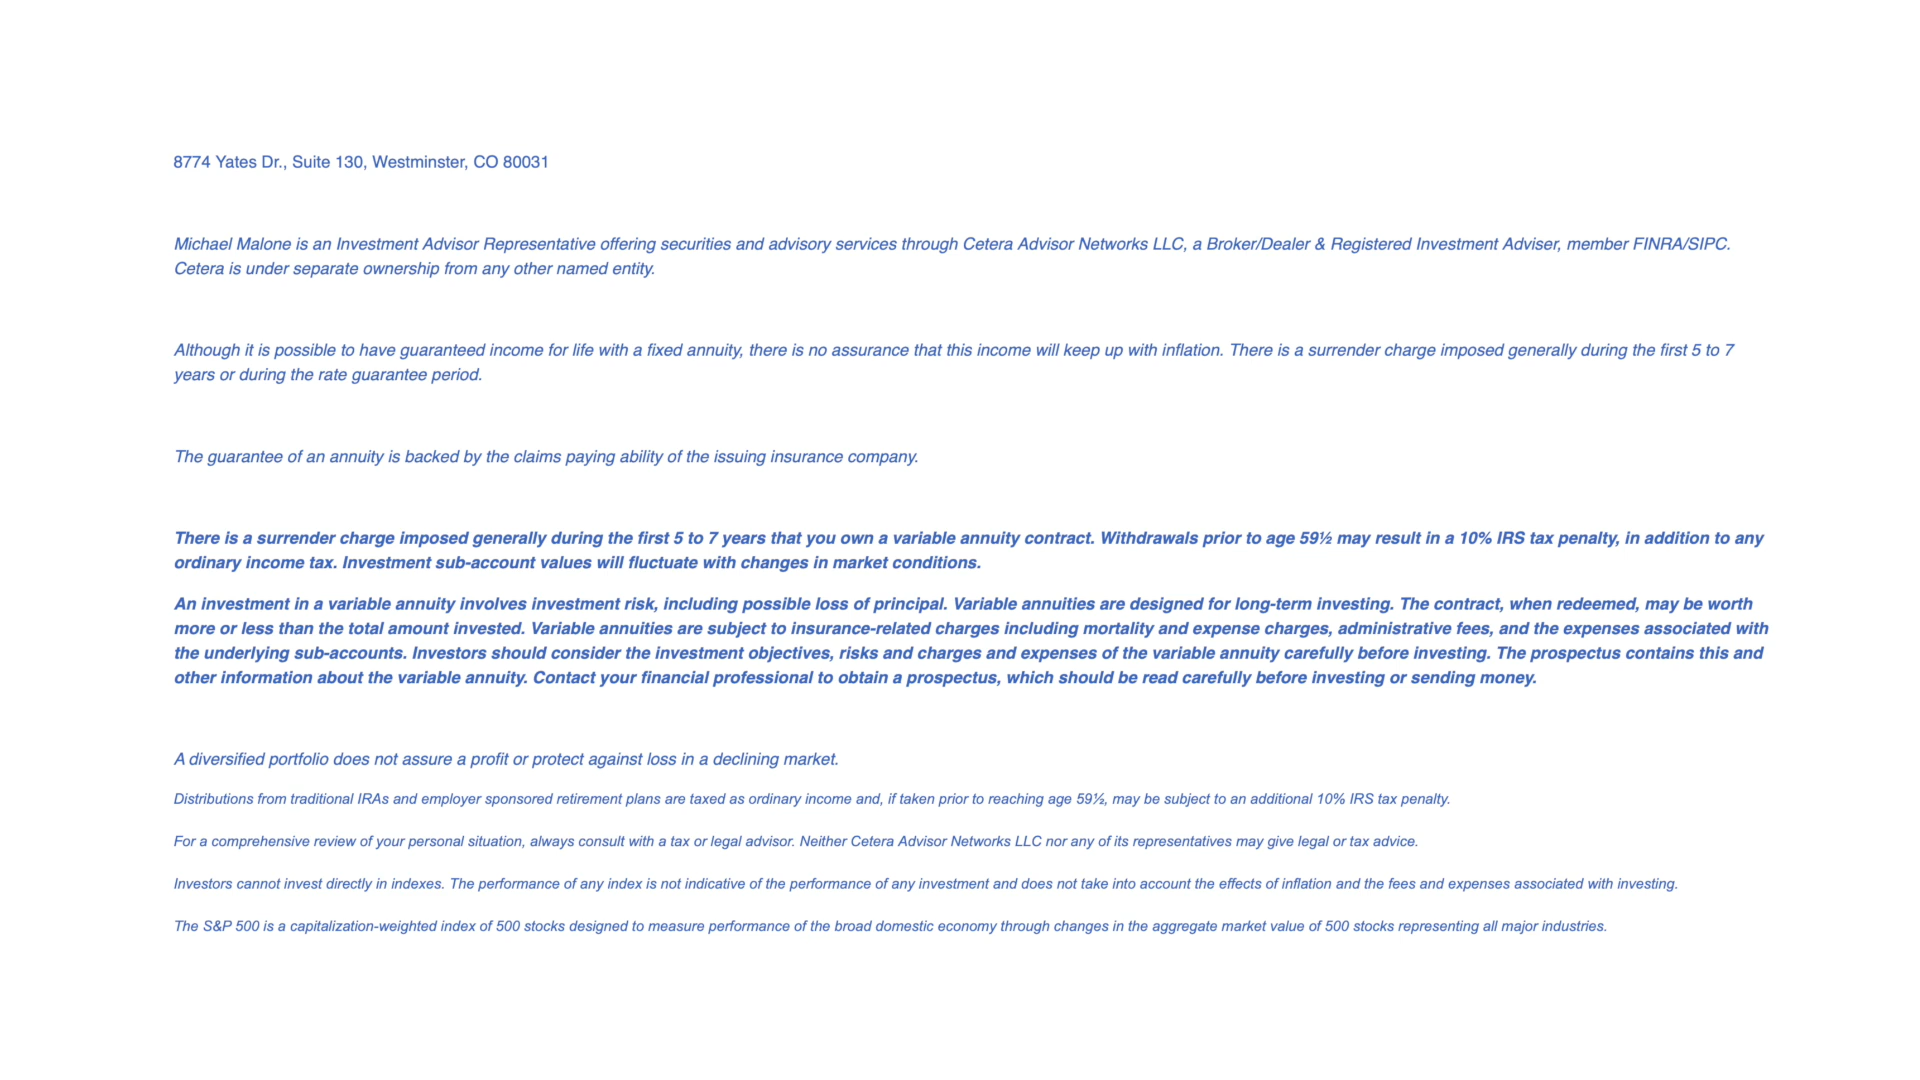 8774 Yates Dr., Suite 130, Westminster, CO 80031
Michael Malone is an Investment Advisor Representative offering securities and advisory services through Cetera Advisor Networks LLC, a Broker/Dealer & Registered Investment Adviser, member FINRA/SIPC.
Cetera is under separate ownership from any other named entity.
Although it is possible to have guaranteed income for life with a fixed annuity, there is no assurance that this income will keep up with inflation. There is a surrender charge imposed generally during the first 5 to 7
years or during the rate guarantee period.
The guarantee of an annuity is backed by the claims paying ability of the issuing insurance company.
There is a surrender charge imposed generally during the first 5 to 7 years that you own a variable annuity contract. Withdrawals prior to age 59½ may result in a 10% IRS tax penalty, in addition to any
ordinary income tax. Investment sub-account values will fluctuate with changes in market conditions.
An investment in a variable annuity involves investment risk, including possible loss of principal. Variable annuities are designed for long-term investing. The contract, when redeemed, may be worth
more or less than the total amount invested. Variable annuities are subject to insurance-related charges including mortality and expense charges, administrative fees, and the expenses associated with
the underlying sub-accounts. Investors should consider the investment objectives, risks and charges and expenses of the variable annuity carefully before investing. The prospectus contains this and
other information about the variable annuity. Contact your financial professional to obtain a prospectus, which should be read carefully before investing or sending money.
A diversified portfolio does not assure a profit or protect against loss in a declining market.
Distributions from traditional IRAs and employer sponsored retirement plans are taxed as ordinary income and, if taken prior to reaching age 59½, may be subject to an additional 10% IRS tax penalty.
For a comprehensive review of your personal situation, always consult with a tax or legal advisor. Neither Cetera Advisor Networks LLC nor any of its representatives may give legal or tax advice.
Investors cannot invest directly in indexes. The performance of any index is not indicative of the performance of any investment and does not take into account the effects of inflation and the fees and expenses associated with investing.
The S&P 500 is a capitalization-weighted index of 500 stocks designed to measure performance of the broad domestic economy through changes in the aggregate market value of 500 stocks representing all major industries.